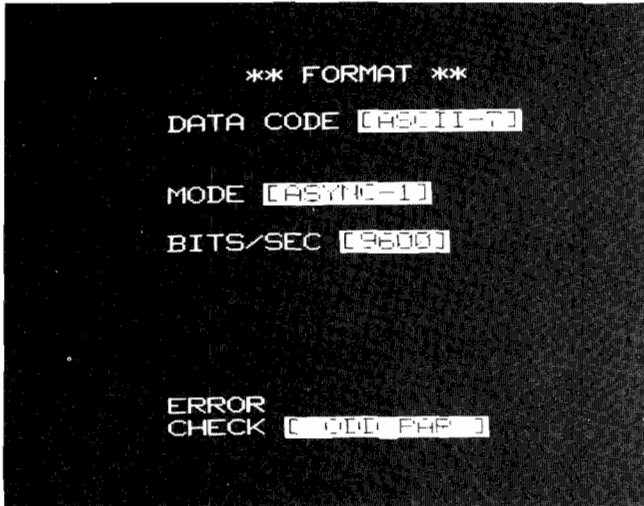 ** FORMAT **
DATA CODE [ASCII-7]
MODE [ASYNC-1]
BITS/SEC [9600]
ERROR
CHECK [ ODD PAR ]